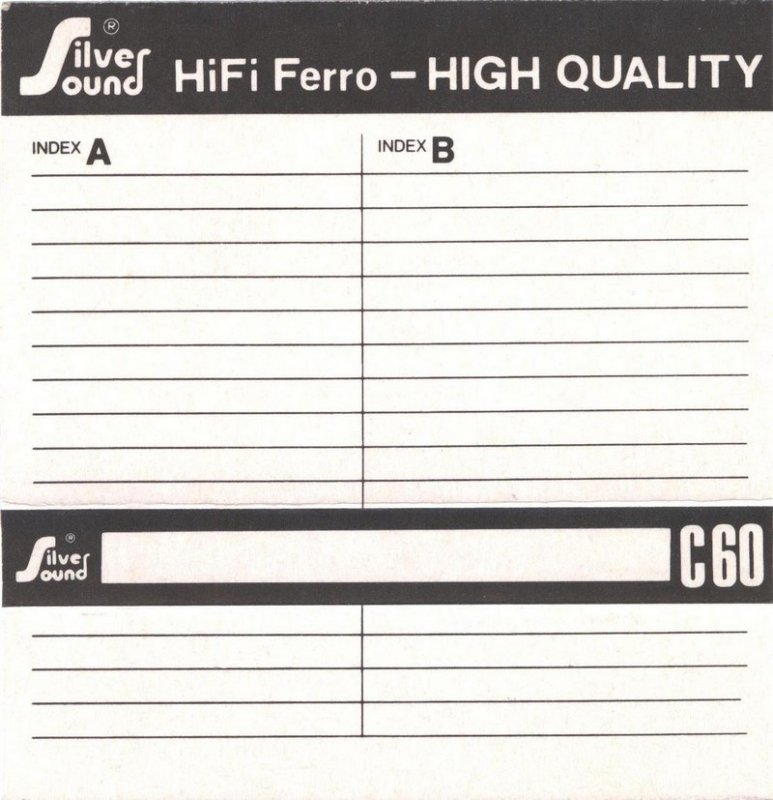 Silver Sound ® HiFi Ferro – HIGH QUALITY
INDEX A
INDEX B
Silver Sound ® C60